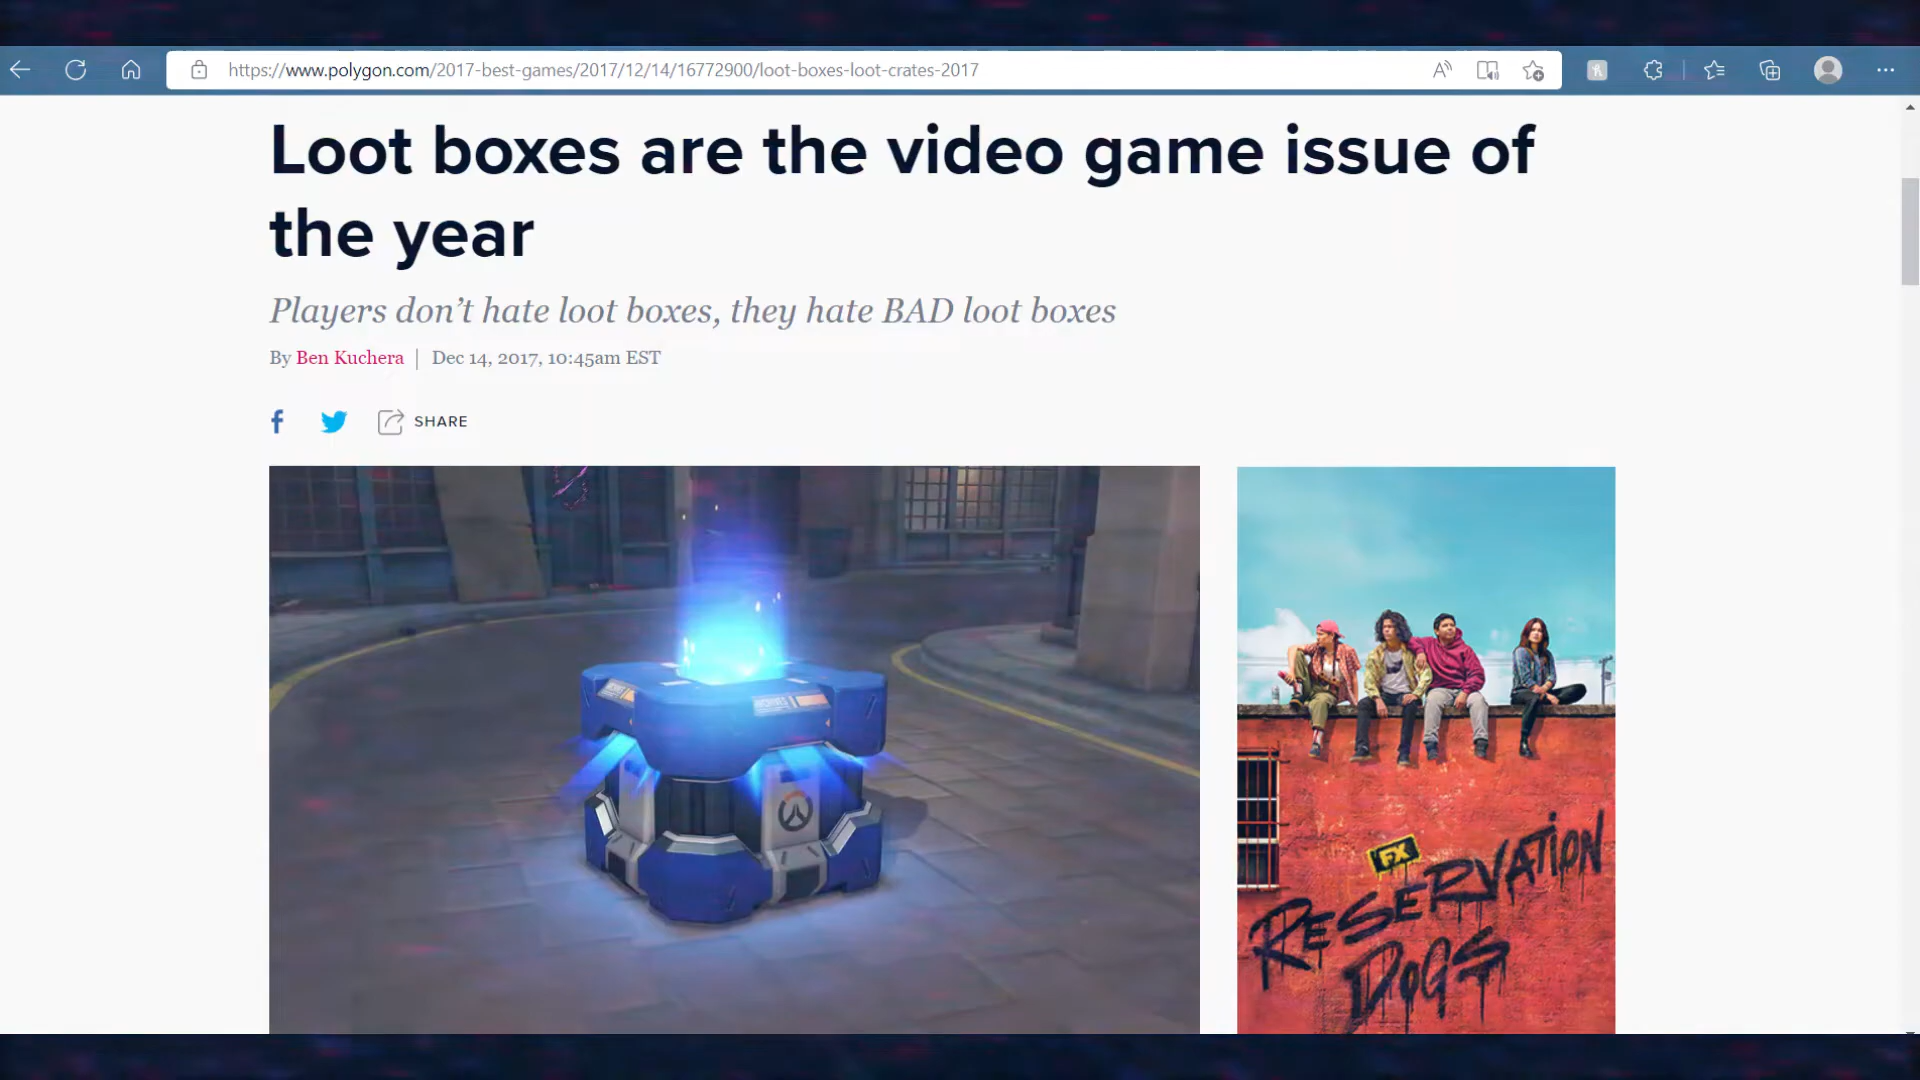 https://www.polygon.com/2017-best-games/2017/12/14/16772900/loot-boxes-loot-crates-2017
Loot boxes are the video game issue of
the year
Players don’t hate loot boxes, they hate BAD loot boxes
By Ben Kuchera | Dec 14, 2017, 10:45am EST
SHARE
FX
RESERVATION
DOGS